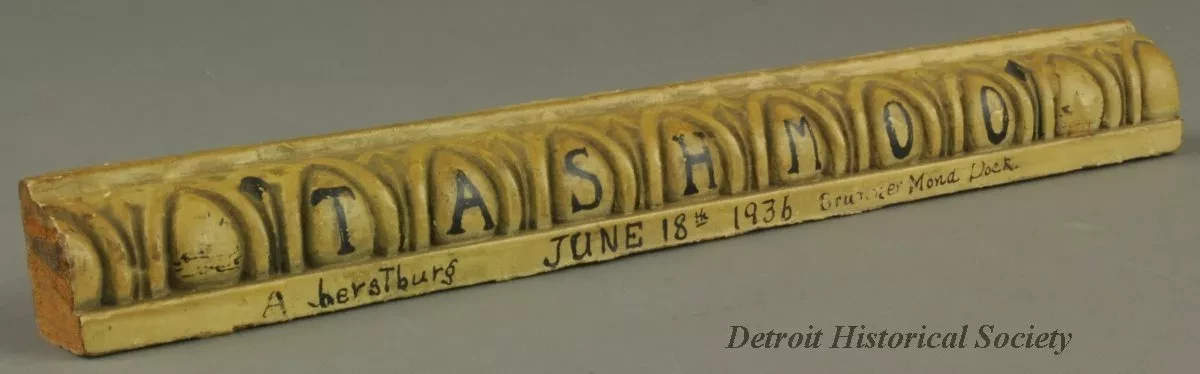 TASHMOO
A herstburg JUNE 18th 1936 Brunner Mond Dock.
Detroit Historical Society